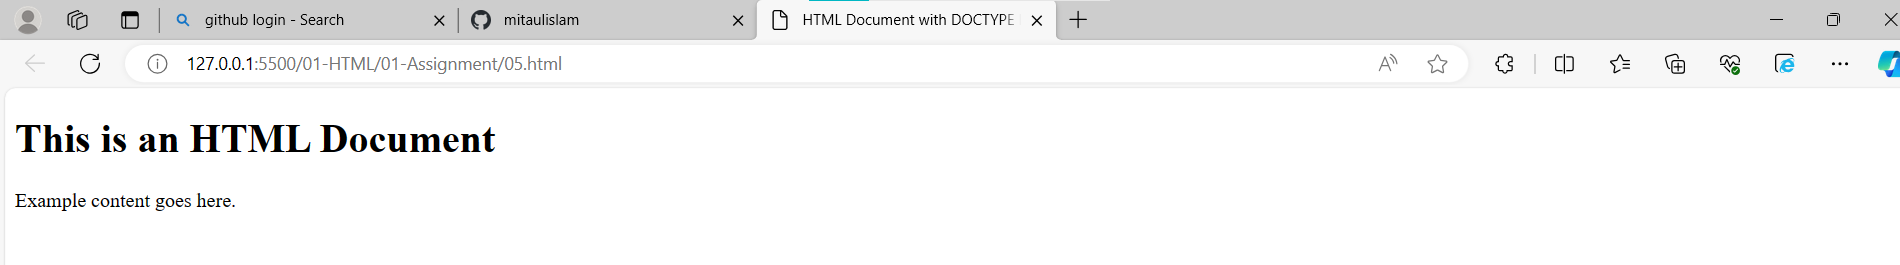 github login - Search
mitaulislam
HTML Document with DOCTYPE
127.0.0.1:5500/01-HTML/01-Assignment/05.html
This is an HTML Document
Example content goes here.